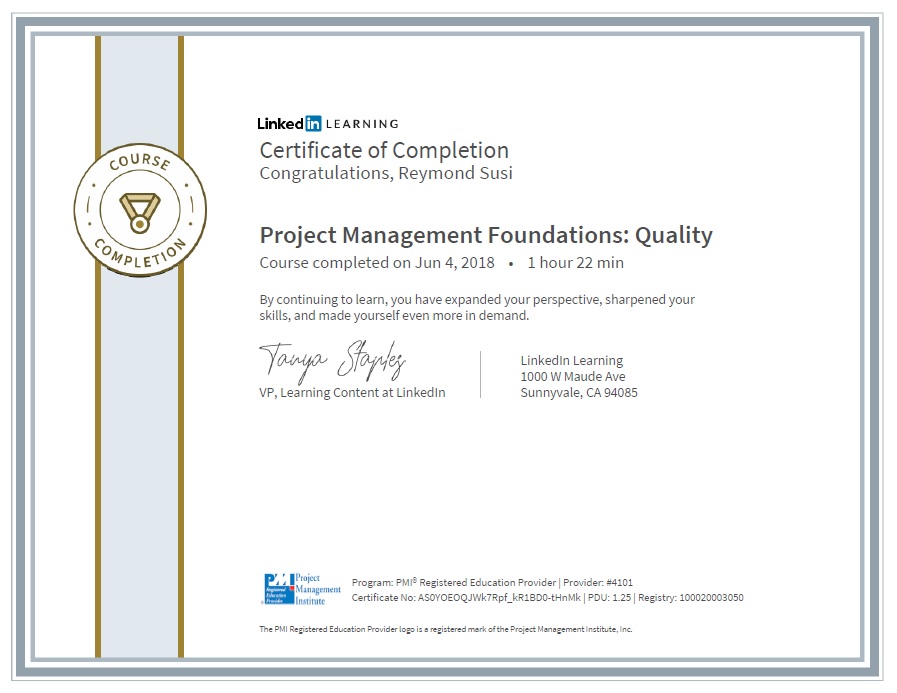 COURSE
COMPLETION
Linked in LEARNING
Certificate of Completion
Congratulations, Reymond Susi
Project Management Foundations: Quality
Course completed on Jun 4, 2018 • 1 hour 22 min
By continuing to learn, you have expanded your perspective, sharpened your
skills, and made yourself even more in demand.
Tanya Staples
VP, Learning Content at LinkedIn
LinkedIn Learning
1000 W Maude Ave
Sunnyvale, CA 94085
PMI
Registered
Education
Provider
Project
Management
Institute
Program: PMI® Registered Education Provider | Provider: #4101
Certificate No: AS0YOEOQJWk7Rpf_kR1BD0-tHnMk | PDU: 1.25 | Registry: 100020003050
The PMI Registered Education Provider logo is a registered mark of the Project Management Institute, Inc.